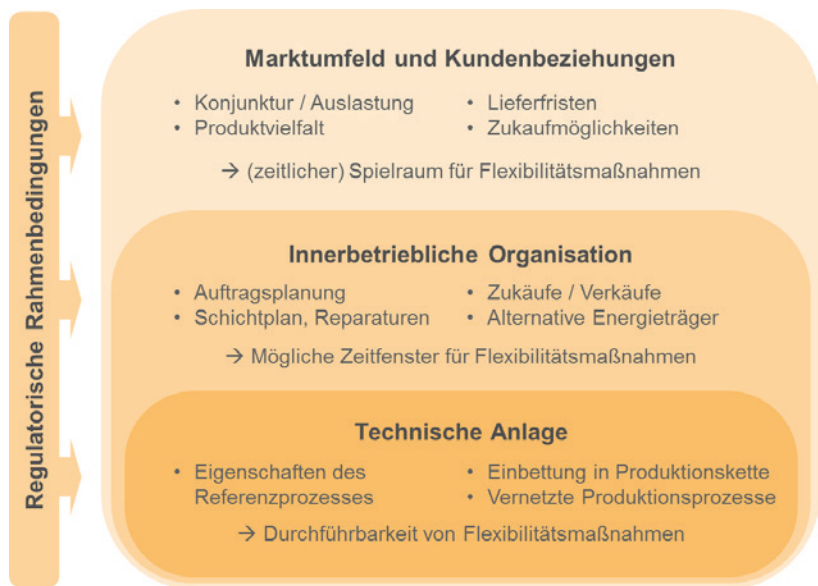 Regulatorische Rahmenbedingungen
Marktumfeld und Kundenbeziehungen
• Konjunktur / Auslastung
• Produktvielfalt
• Lieferfristen
• Zukaufmöglichkeiten
→ (zeitlicher) Spielraum für Flexibilitätsmaßnahmen
Innerbetriebliche Organisation
• Auftragsplanung
• Schichtplan, Reparaturen
• Zukäufe / Verkäufe
• Alternative Energieträger
→ Mögliche Zeitfenster für Flexibilitätsmaßnahmen
Technische Anlage
• Eigenschaften des
Referenzprozesses
• Einbettung in Produktionskette
• Vernetzte Produktionsprozesse
→ Durchführbarkeit von Flexibilitätsmaßnahmen